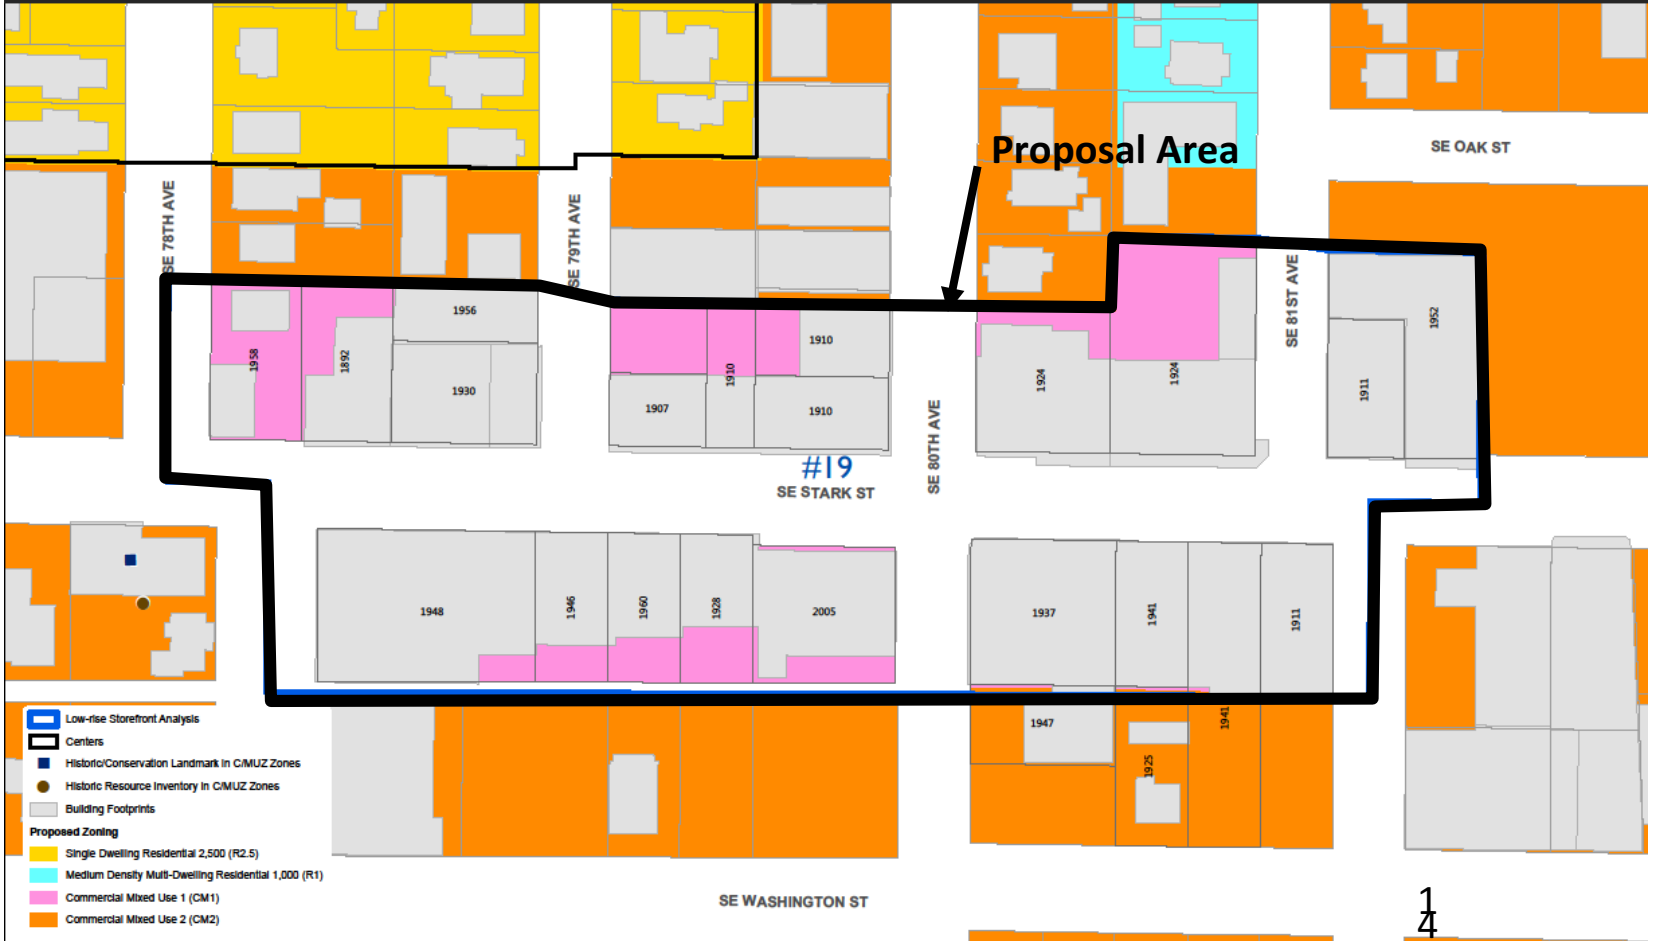 SE OAK ST
Proposal Area
SE 78TH AVE
SE 79TH AVE
SE 81ST AVE
1956
1958
1892
1930
1910
1910
1907
1910
1924
1924
1952
1911
SE 80TH AVE
#19
SE STARK ST
1948
1946
1960
1928
2005
1937
1941
1911
1947
1941
1925
Low-rise Storefront Analysis
Centers
Historic/Conservation Landmark in C/MUZ Zones
Historic Resource Inventory in C/MUZ Zones
Building Footprints
Proposed Zoning
Single Dwelling Residential 2,500 (R2.5)
Medium Density Multi-Dwelling Residential 1,000 (R1)
Commercial Mixed Use 1 (CM1)
Commercial Mixed Use 2 (CM2)
SE WASHINGTON ST
1
4